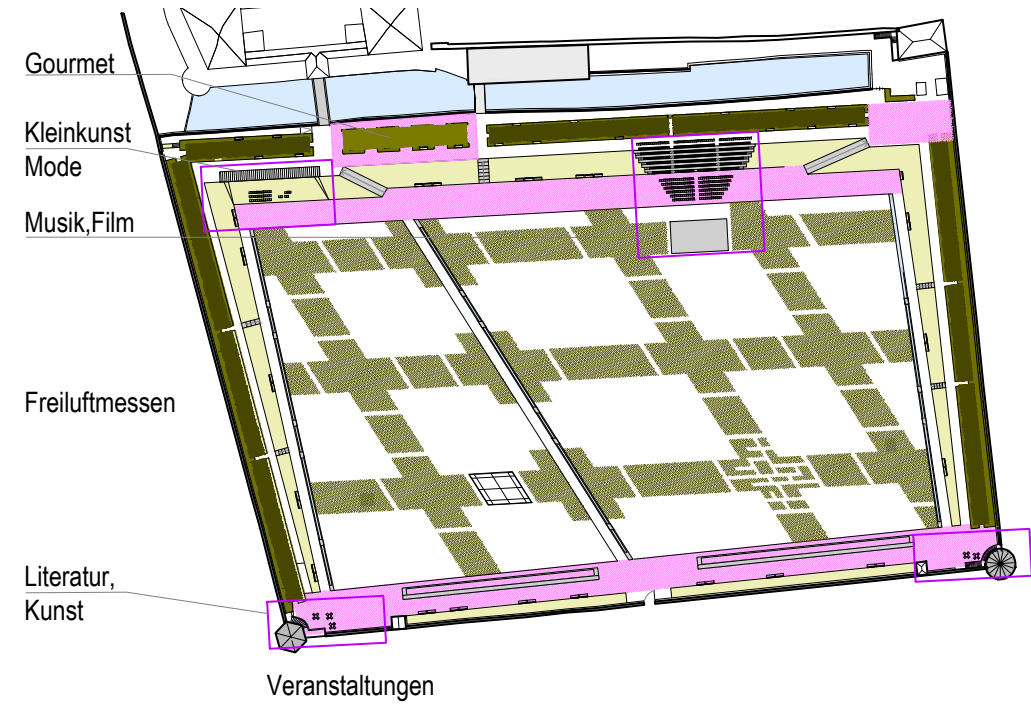 Gourmet
Kleinkunst
Mode
Musik,Film
Freiluftmessen
Literatur,
Kunst
Veranstaltungen